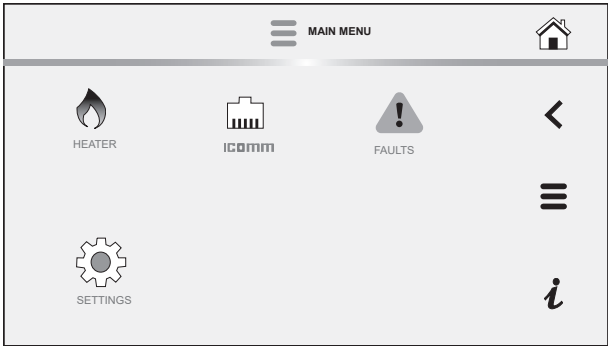 MAIN MENU
HEATER
ICOMM
FAULTS
SETTINGS
i